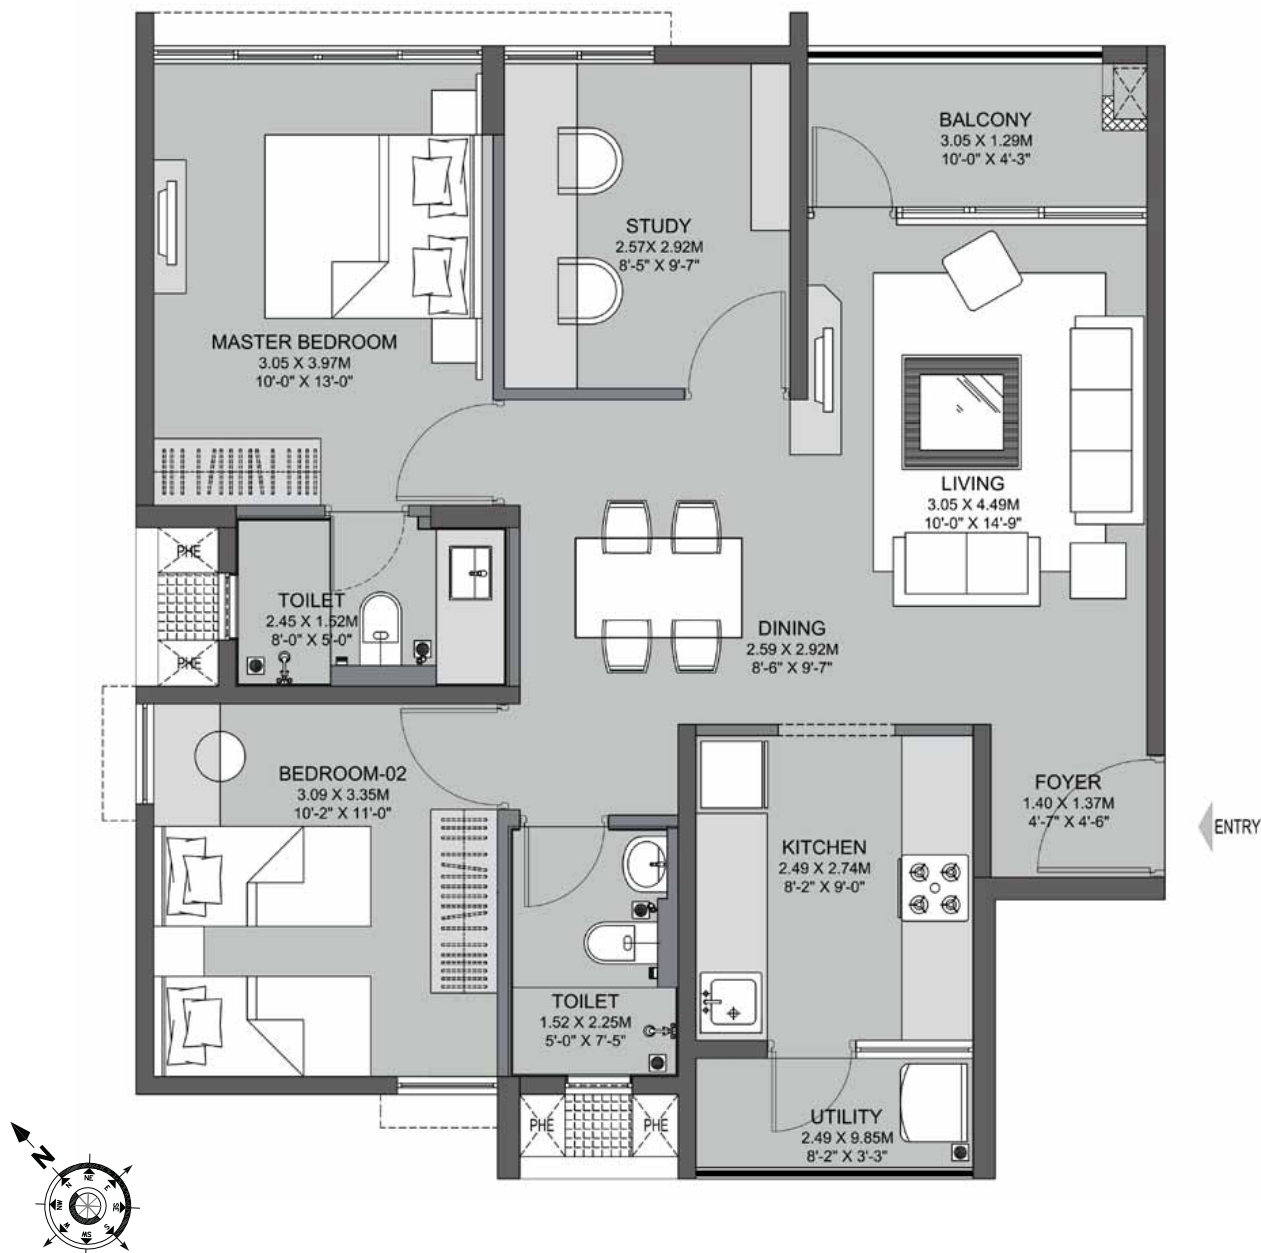 BALCONY
3.05 X 1.29M
10'-0" X 4'-3"
STUDY
2.57X 2.92M
8'-5" X 9'-7"
MASTER BEDROOM
3.05 X 3.97M
10'-0" X 13'-0"
LIVING
3.05 X 4.49M
10'-0" X 14'-9"
PHE
TOILET
2.45 X 1.52M
8'-0" X 5'-0"
PHE
DINING
2.59 X 2.92M
8'-6" X 9'-7"
BEDROOM-02
3.09 X 3.35M
10'-2" X 11'-0"
FOYER
1.40 X 1.37M
4'-7" X 4'-6"
ENTRY
KITCHEN
2.49 X 2.74M
8'-2" X 9'-0"
TOILET
1.52 X 2.25M
5'-0" X 7'-5"
UTILITY
2.49 X 9.85M
8'-2" X 3'-3"
PHE
PHE
N
N
NE
E
SE
S
SW
W
NW